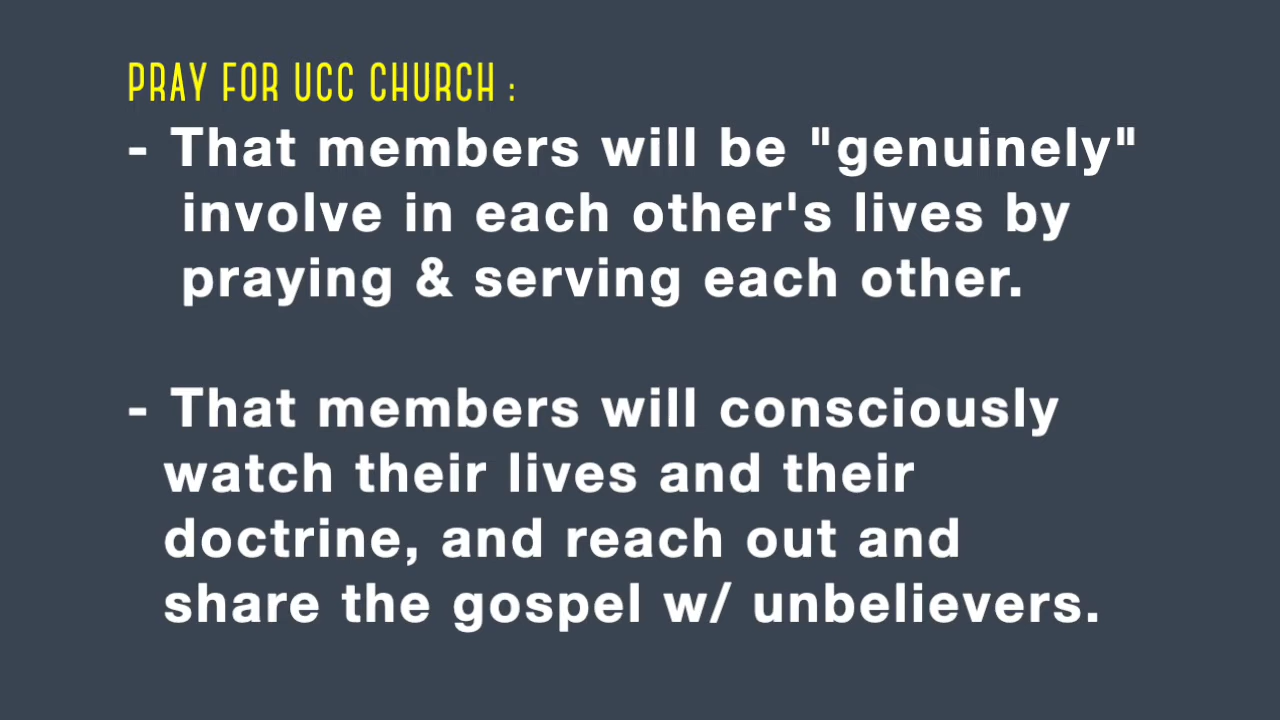 PRAY FOR UCC CHURCH :
- That members will be "genuinely"
involve in each other's lives by
praying & serving each other.
- That members will consciously
watch their lives and their
doctrine, and reach out and
share the gospel w/ unbelievers.